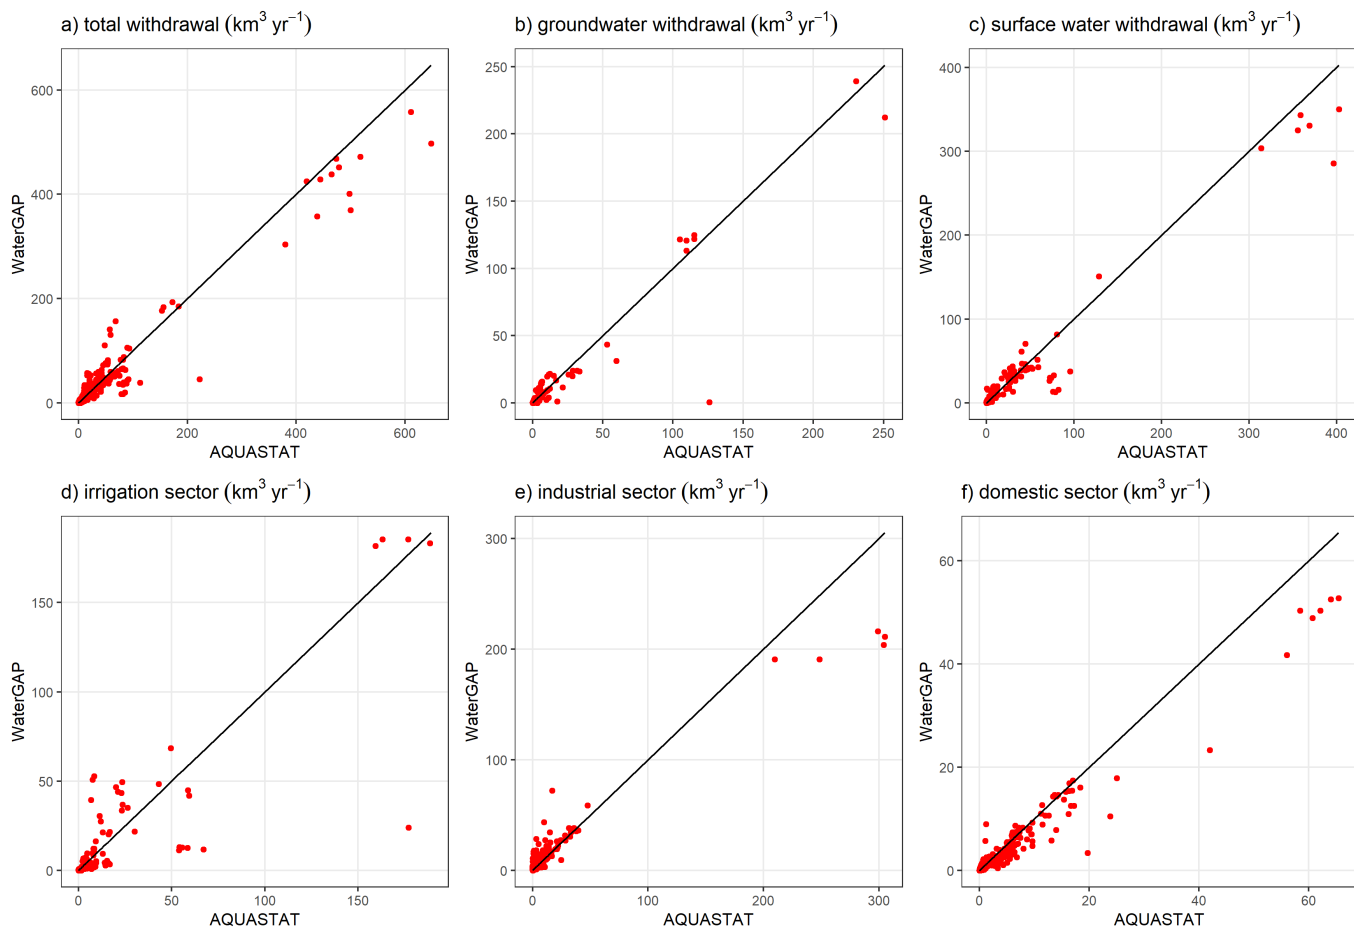 a) total withdrawal (km³ yr⁻¹)
600
400
200
0
0 200 400 600
WaterGAP
AQUASTAT
b) groundwater withdrawal (km³ yr⁻¹)
250
200
150
100
50
0
0 50 100 150 200 250
WaterGAP
AQUASTAT
c) surface water withdrawal (km³ yr⁻¹)
400
300
200
100
0
0 100 200 300 400
WaterGAP
AQUASTAT
d) irrigation sector (km³ yr⁻¹)
150
100
50
0
0 50 100 150
WaterGAP
AQUASTAT
e) industrial sector (km³ yr⁻¹)
300
200
100
0
0 100 200 300
WaterGAP
AQUASTAT
f) domestic sector (km³ yr⁻¹)
60
40
20
0
0 20 40 60
WaterGAP
AQUASTAT